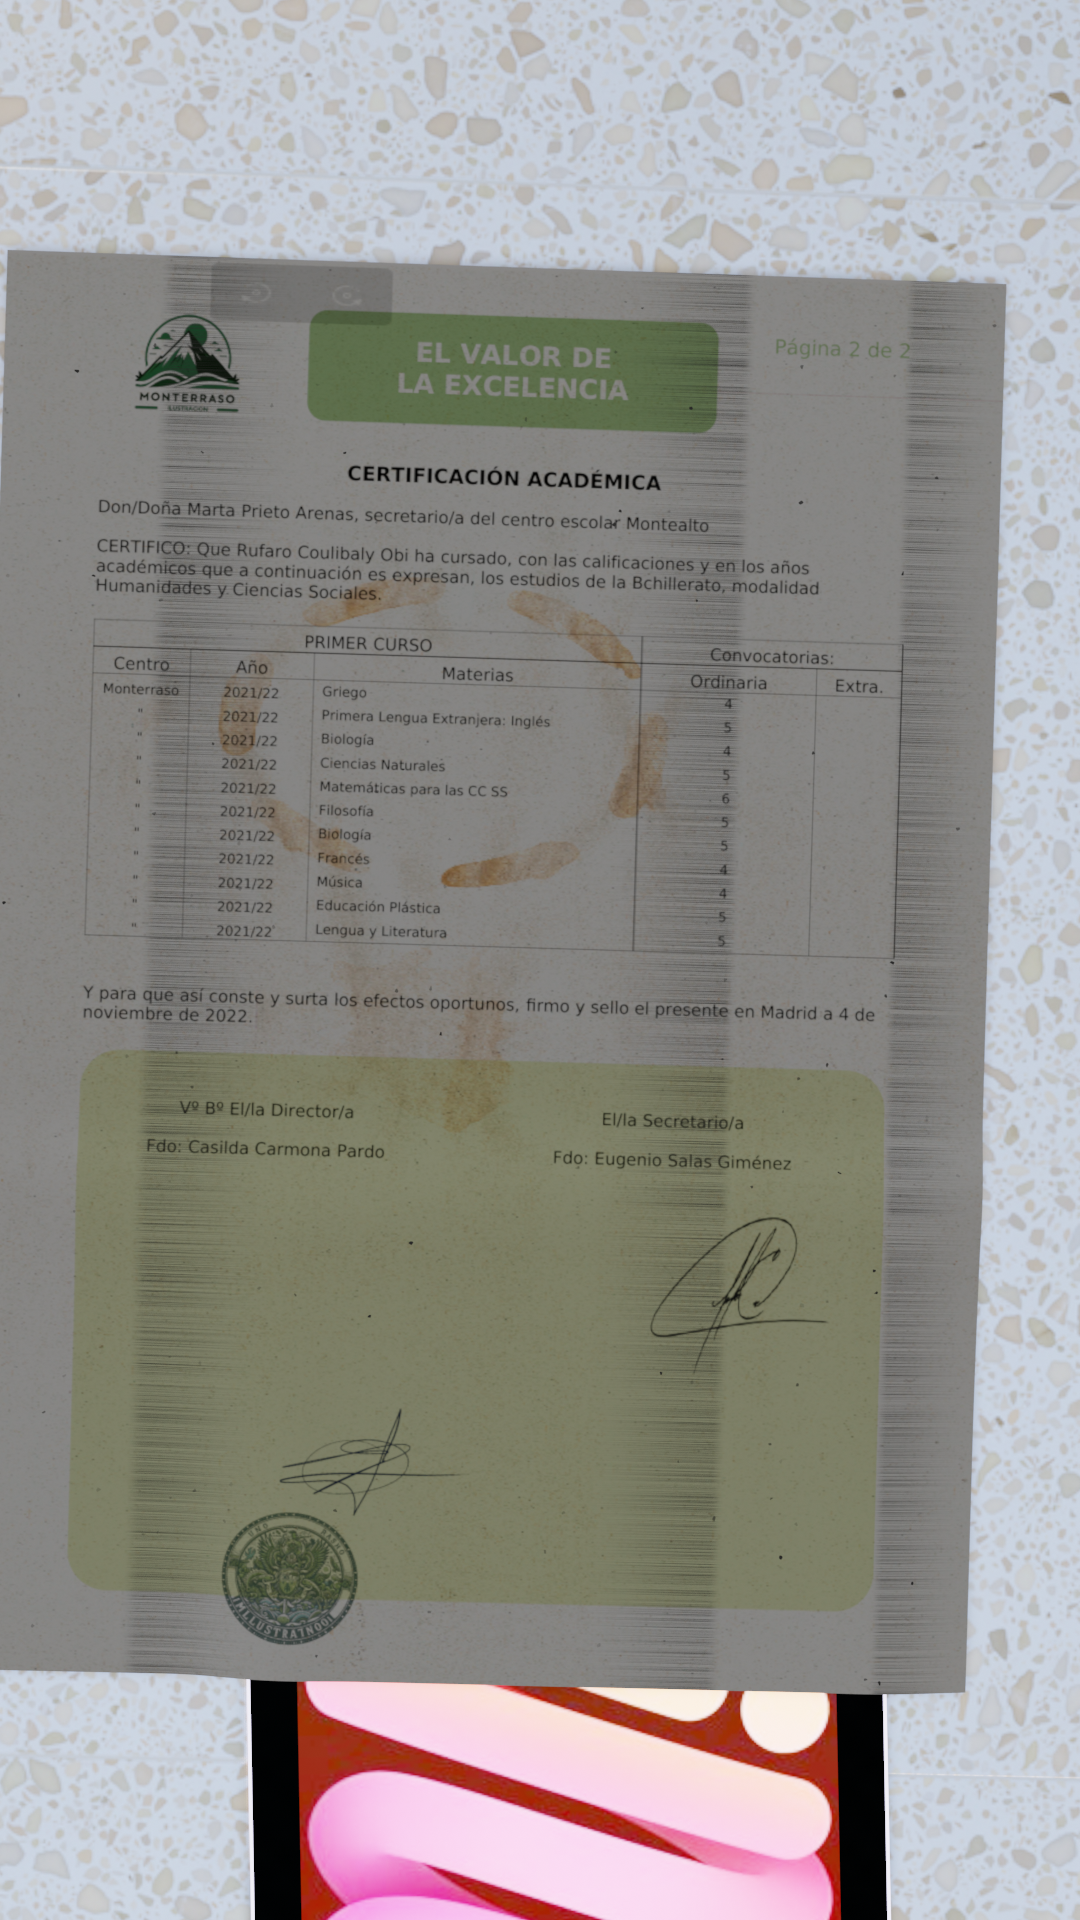 MONTERRASO
ILUSTRACIÓN
EL VALOR DE
LA EXCELENCIA
Página 2 de 2
CERTIFICACIÓN ACADÉMICA
Don/Doña Marta Prieto Arenas, secretario/a del centro escolar Montealto
CERTIFICO: Que Rufaro Coulibaly Obi ha cursado, con las calificaciones y en los años
académicos que a continuación es expresan, los estudios de la Bchillerato, modalidad
Humanidades y Ciencias Sociales.
PRIMER CURSO Convocatorias:
Centro Año Materias Ordinaria Extra.
Monterraso 2021/22 Griego 4
" 2021/22 Primera Lengua Extranjera: Inglés 5
" 2021/22 Biología 4
" 2021/22 Ciencias Naturales 5
" 2021/22 Matemáticas para las CC SS 6
" 2021/22 Filosofía 5
" 2021/22 Biología 5
" 2021/22 Francés 4
" 2021/22 Música 4
" 2021/22 Educación Plástica 5
" 2021/22 Lengua y Literatura 5
Y para que así conste y surta los efectos oportunos, firmo y sello el presente en Madrid a 4 de
noviembre de 2022.
Vº Bº El/la Director/a
El/la Secretario/a
Fdo: Casilda Carmona Pardo
Fdo: Eugenio Salas Giménez